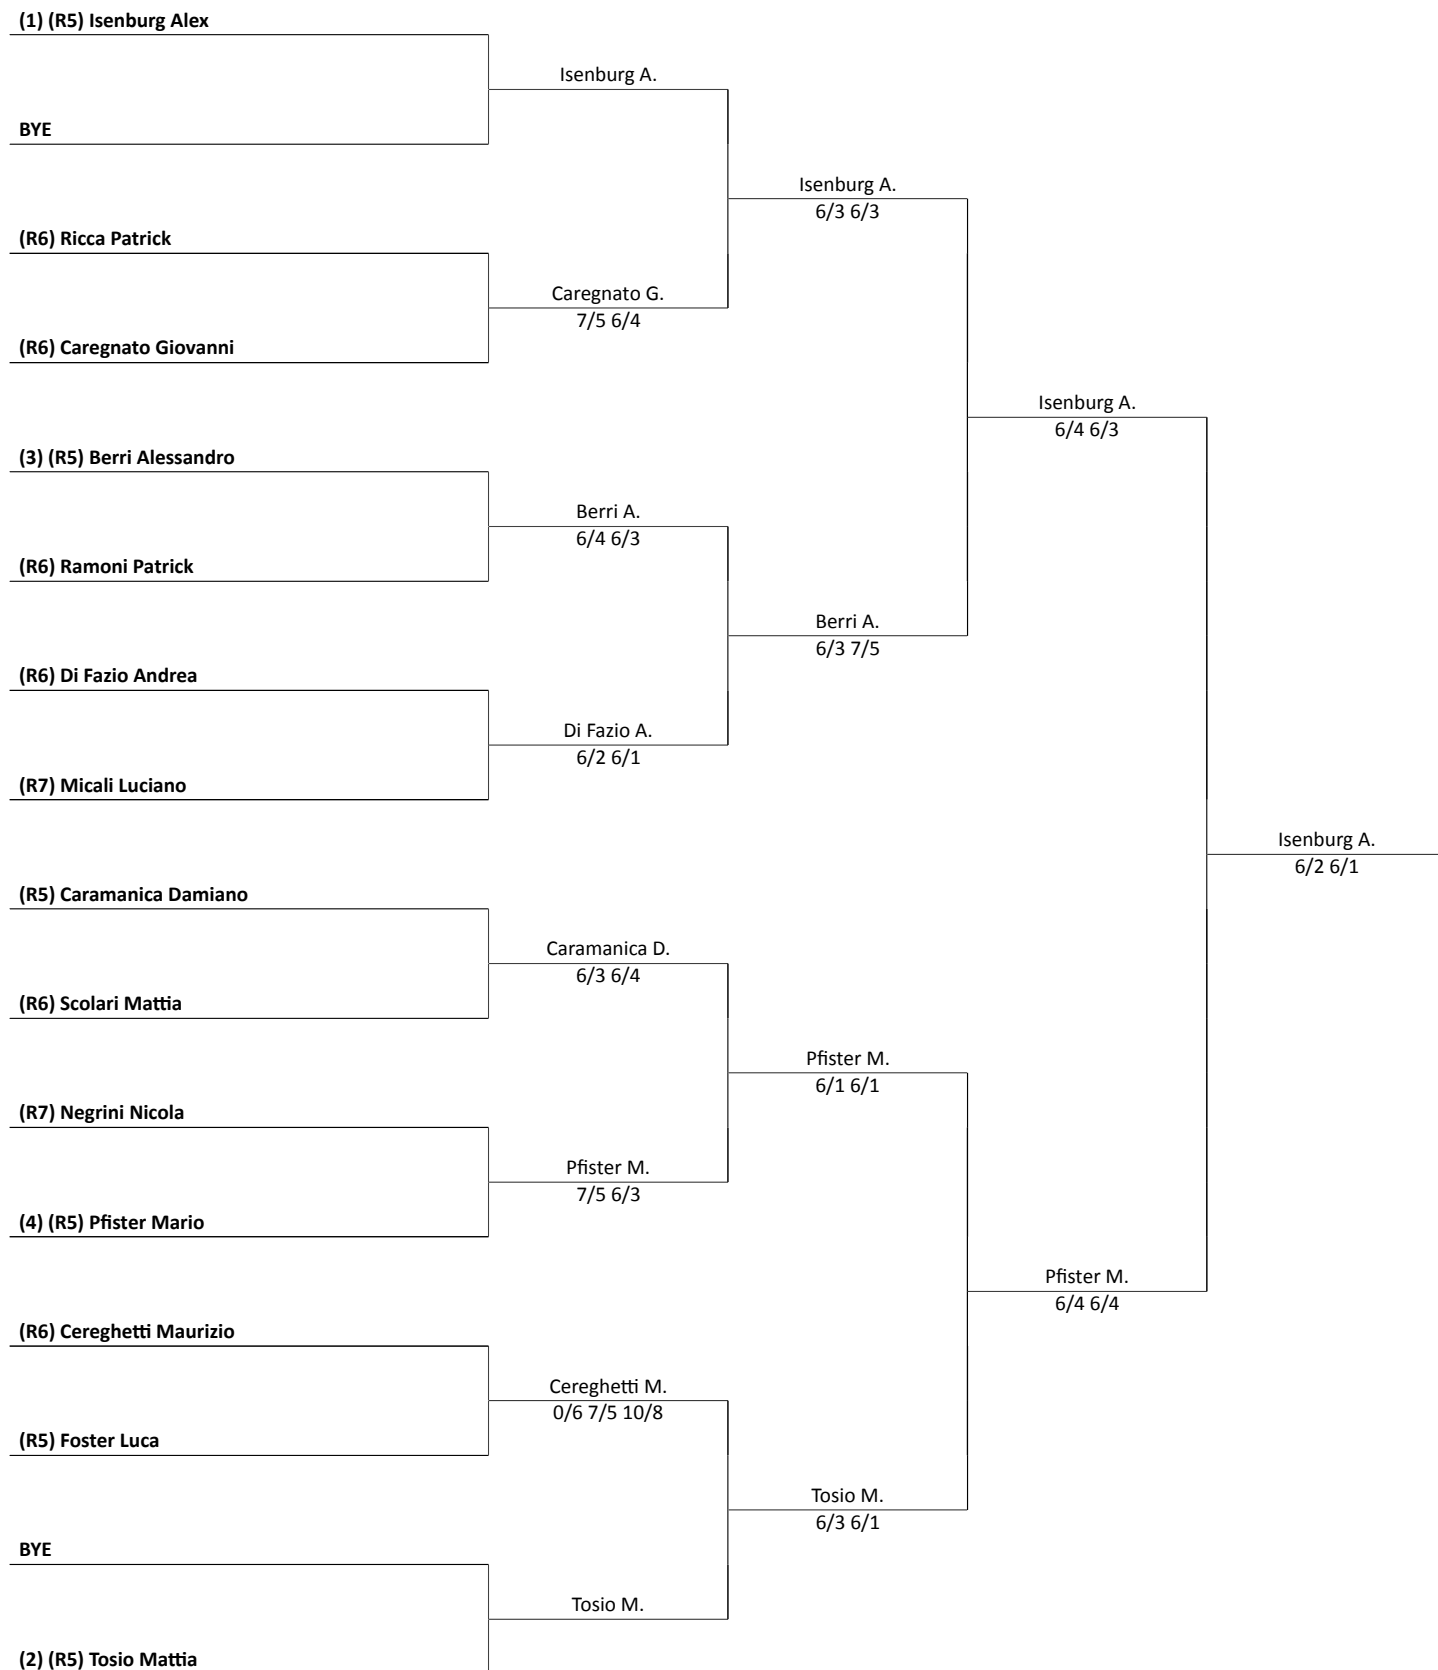 (1) (R5) Isenburg Alex
Isenburg A.
BYE
Isenburg A.
6/3 6/3
(R6) Ricca Patrick
Caregnato G.
7/5 6/4
(R6) Caregnato Giovanni
Isenburg A.
6/4 6/3
(3) (R5) Berri Alessandro
Berri A.
6/4 6/3
(R6) Ramoni Patrick
Berri A.
6/3 7/5
(R6) Di Fazio Andrea
Di Fazio A.
6/2 6/1
(R7) Micali Luciano
Isenburg A.
6/2 6/1
(R5) Caramanica Damiano
Caramanica D.
6/3 6/4
(R6) Scolari Mattia
Pfister M.
6/1 6/1
(R7) Negrini Nicola
Pfister M.
7/5 6/3
(4) (R5) Pfister Mario
Pfister M.
6/4 6/4
(R6) Cereghetti Maurizio
Cereghetti M.
0/6 7/5 10/8
(R5) Foster Luca
Tosio M.
6/3 6/1
BYE
Tosio M.
(2) (R5) Tosio Mattia